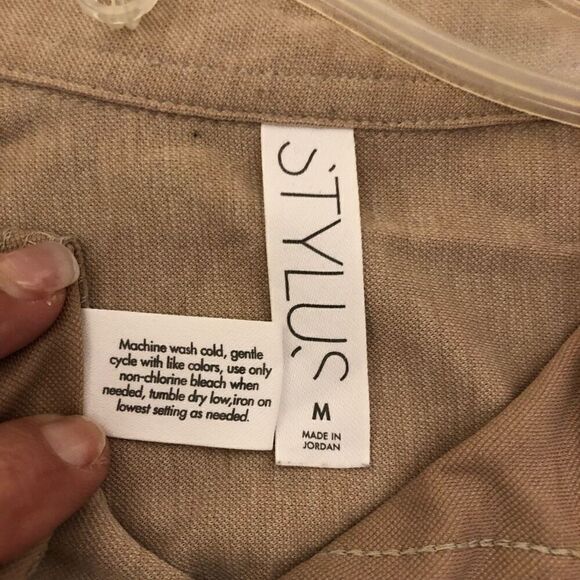 STYLUS
M
MADE IN
JORDAN
Machine wash cold, gentle
cycle with like colors, use only
non-chlorine bleach when
needed, tumble dry low,iron on
lowest setting as needed.